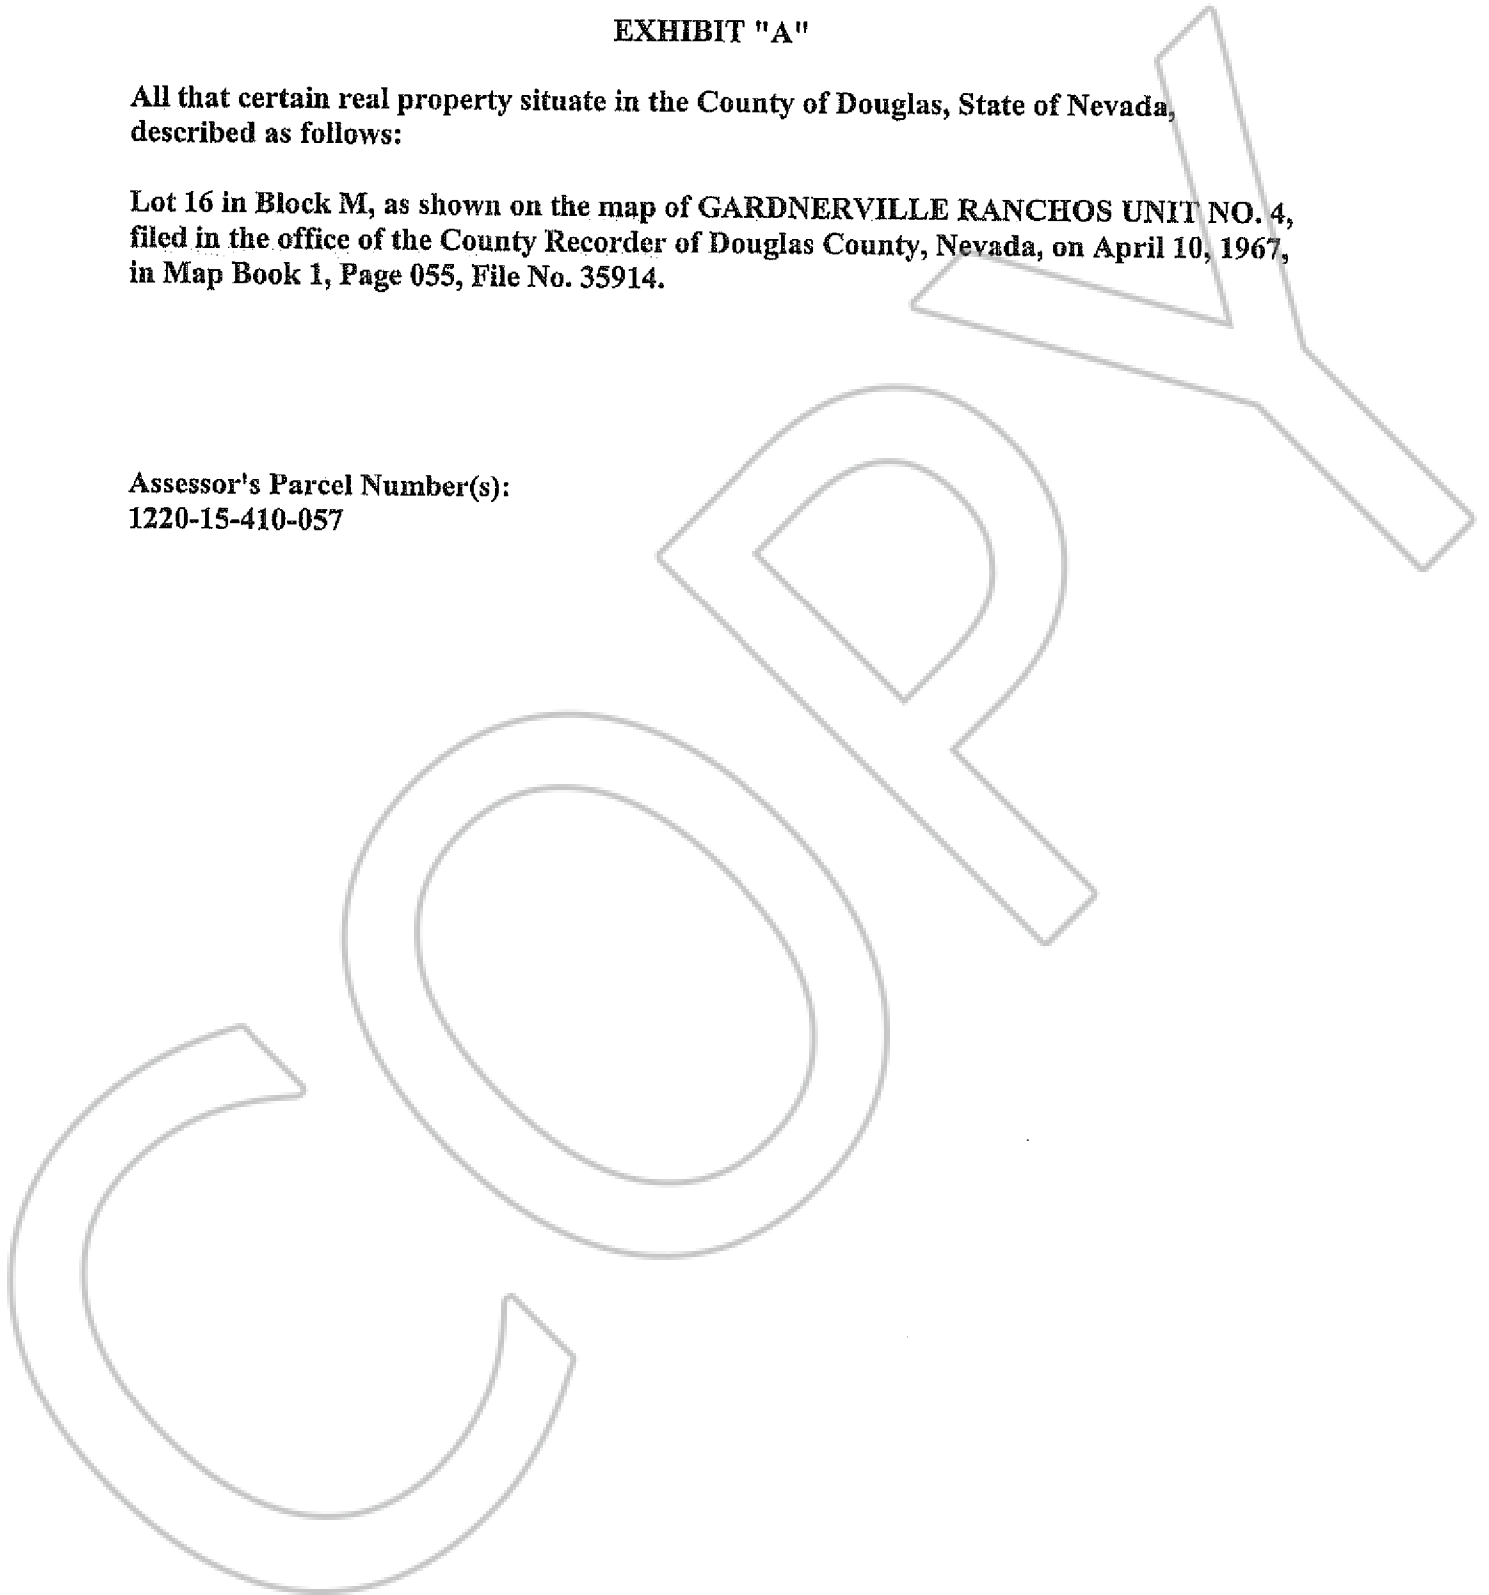 EXHIBIT "A"
All that certain real property situate in the County of Douglas, State of Nevada,
described as follows:
Lot 16 in Block M, as shown on the map of GARDNERVILLE RANCHOS UNIT NO. 4,
filed in the office of the County Recorder of Douglas County, Nevada, on April 10, 1967,
in Map Book 1, Page 055, File No. 35914.
Assessor's Parcel Number(s):
1220-15-410-057
COPY